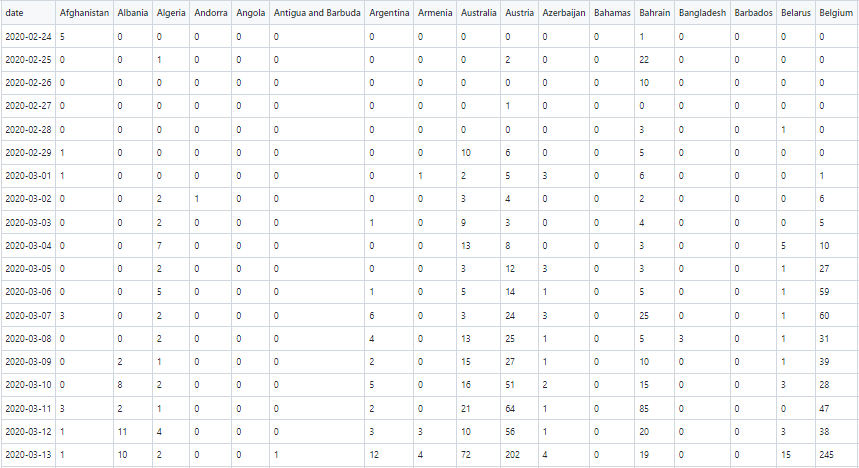 date Afghanistan Albania Algeria Andorra Angola Antigua and Barbuda Argentina Armenia Australia Austria Azerbaijan Bahamas Bahrain Bangladesh Barbados Belarus Belgium
2020-02-24 5 0 0 0 0 0 0 0 0 0 0 0 1 0 0 0 0
2020-02-25 0 0 1 0 0 0 0 0 0 2 0 0 22 0 0 0 0
2020-02-26 0 0 0 0 0 0 0 0 0 0 0 0 10 0 0 0 0
2020-02-27 0 0 0 0 0 0 0 0 0 1 0 0 0 0 0 0 0
2020-02-28 0 0 0 0 0 0 0 0 0 0 0 0 3 0 0 1 0
2020-02-29 1 0 0 0 0 0 0 0 10 6 0 0 5 0 0 0 0
2020-03-01 1 0 0 0 0 0 0 1 2 5 3 0 6 0 0 0 1
2020-03-02 0 0 2 1 0 0 0 0 3 4 0 0 2 0 0 0 6
2020-03-03 0 0 2 0 0 0 1 0 9 3 0 0 4 0 0 0 5
2020-03-04 0 0 7 0 0 0 0 0 13 8 0 0 3 0 0 5 10
2020-03-05 0 0 2 0 0 0 0 0 3 12 3 0 3 0 0 1 27
2020-03-06 0 0 5 0 0 0 1 0 5 14 1 0 5 0 0 1 59
2020-03-07 3 0 2 0 0 0 6 0 3 24 3 0 25 0 0 1 60
2020-03-08 0 0 2 0 0 0 4 0 13 25 1 0 5 3 0 1 31
2020-03-09 0 2 1 0 0 0 2 0 15 27 1 0 10 0 0 1 39
2020-03-10 0 8 2 0 0 0 5 0 16 51 2 0 15 0 0 3 28
2020-03-11 3 2 1 0 0 0 2 0 21 64 1 0 85 0 0 0 47
2020-03-12 1 11 4 0 0 0 3 3 10 56 1 0 20 0 0 3 38
2020-03-13 1 10 2 0 0 1 12 4 72 202 4 0 19 0 0 15 245